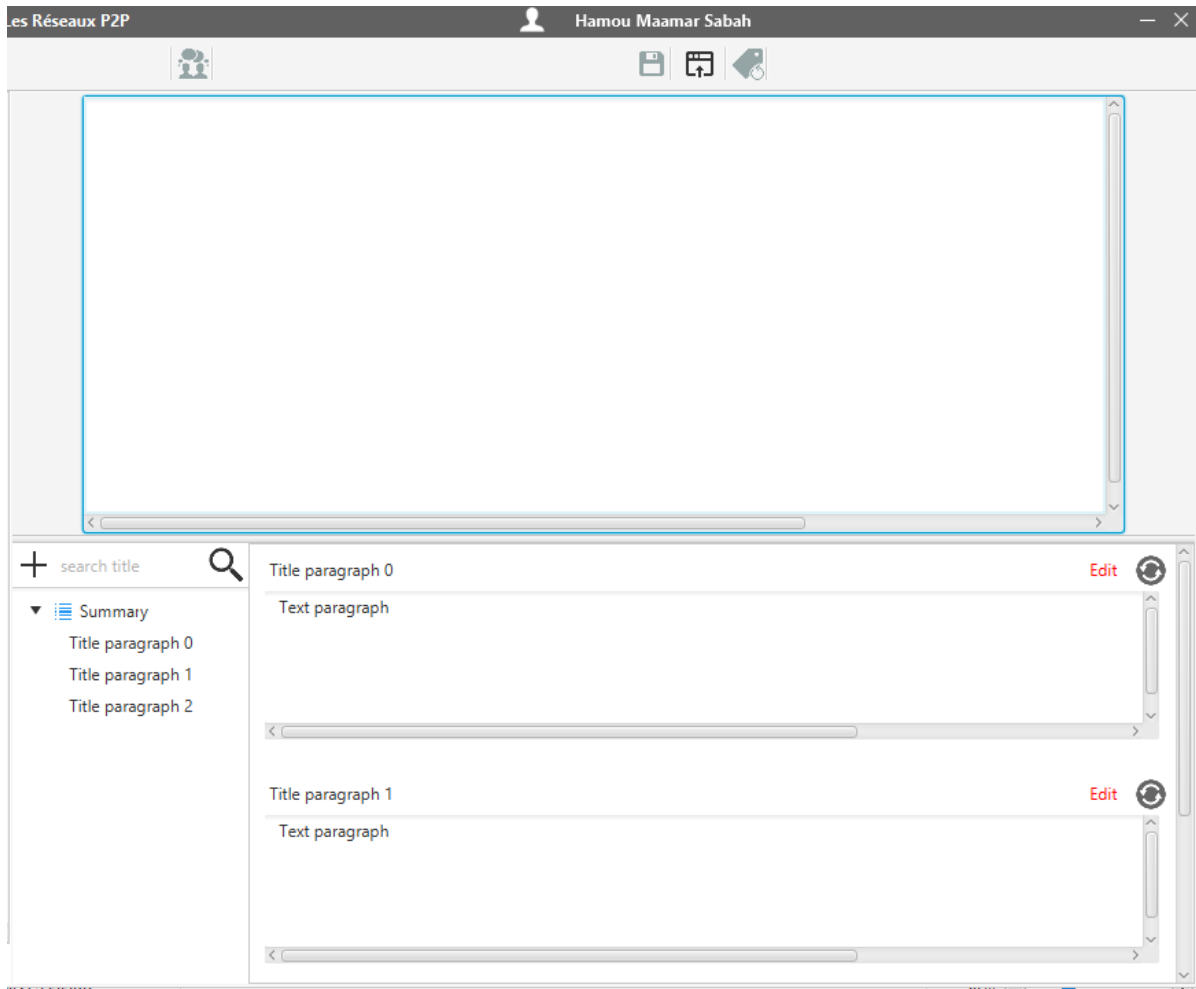 Les Réseaux P2P
Hamou Maamar Sabah
search title
Summary
Title paragraph 0
Title paragraph 1
Title paragraph 2
Title paragraph 0 Edit
Text paragraph
Title paragraph 1 Edit
Text paragraph